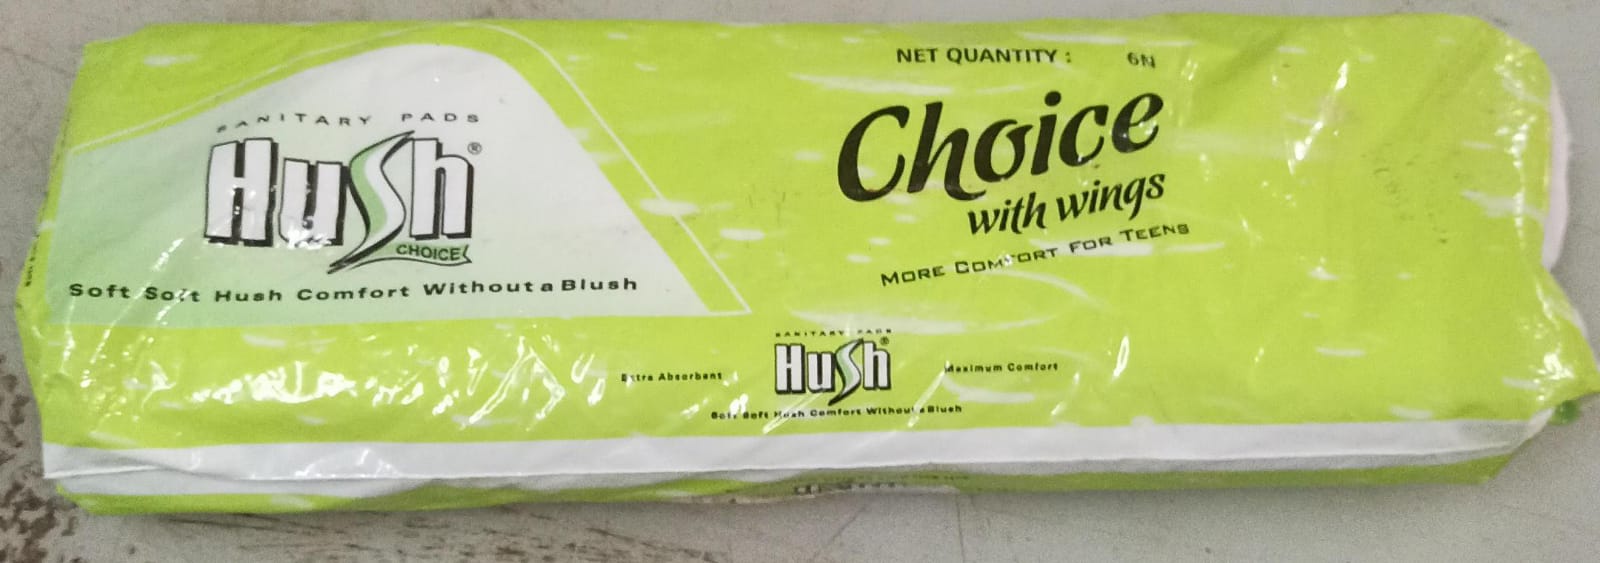 NET QUANTITY : 6N
SANITARY PADS
Hush®
CHOICE
Soft Soft Hush Comfort Without a Blush
Choice
with wings
MORE COMFORT FOR TEENS
SANITARY PADS
Hush®
Extra Absorbent
Maximum Comfort
Soft Soft Hush Comfort Without a Blush